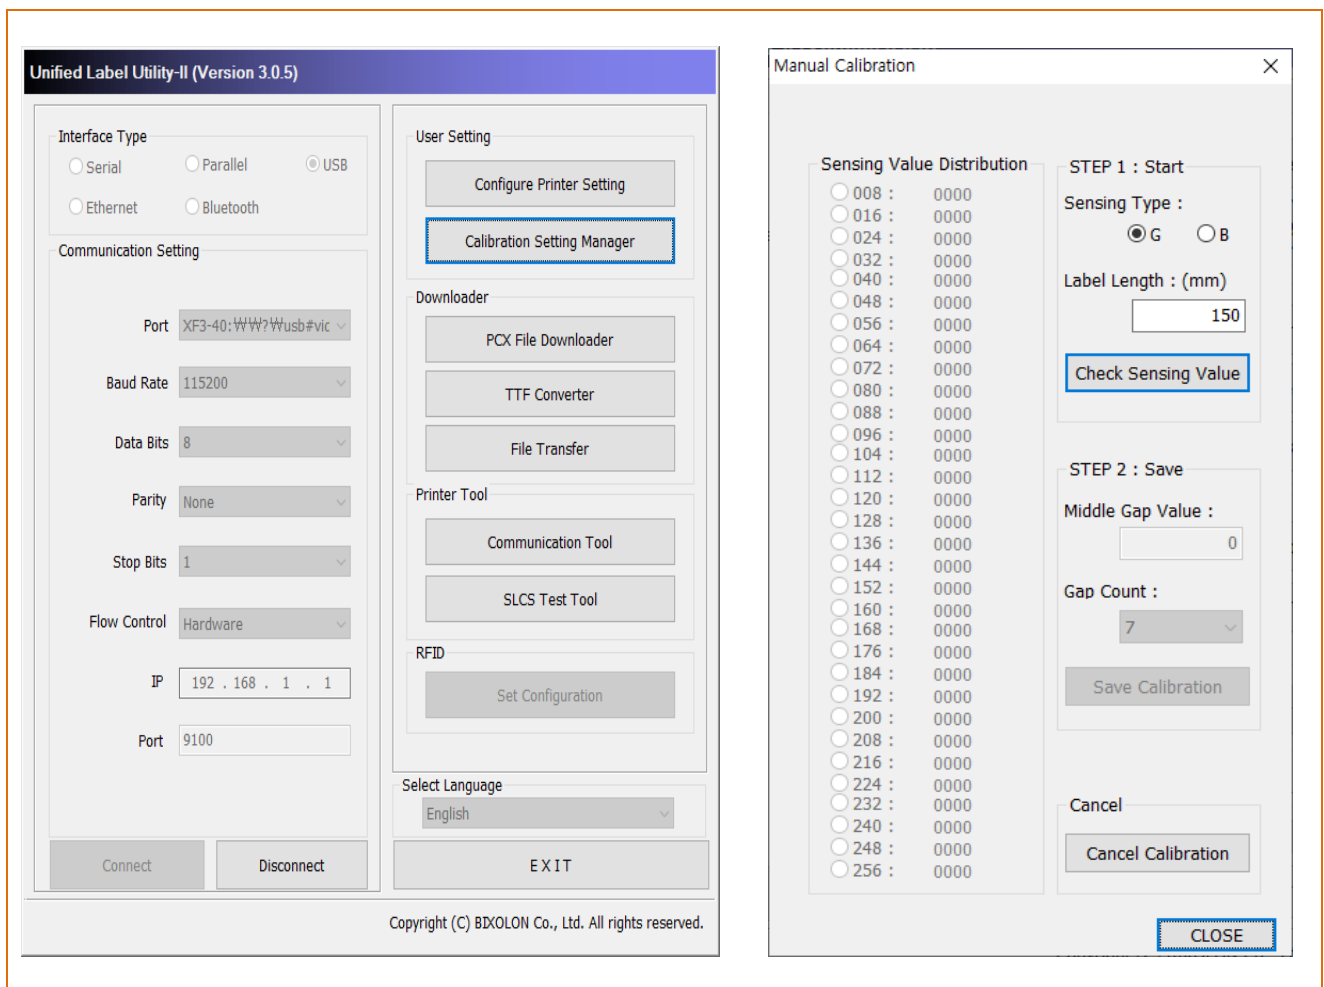 Unified Label Utility-II (Version 3.0.5)
Interface Type
Serial Parallel USB
Ethernet Bluetooth
Communication Setting
Port XF3-40:₩₩?₩usb#vic
Baud Rate 115200
Data Bits 8
Parity None
Stop Bits 1
Flow Control Hardware
IP 192 . 168 . 1 . 1
Port 9100
Connect Disconnect
User Setting
Configure Printer Setting
Calibration Setting Manager
Downloader
PCX File Downloader
TTF Converter
File Transfer
Printer Tool
Communication Tool
SLCS Test Tool
RFID
Set Configuration
Select Language
English
EXIT
Copyright (C) BIXOLON Co., Ltd. All rights reserved.
Manual Calibration
Sensing Value Distribution
008 : 0000
016 : 0000
024 : 0000
032 : 0000
040 : 0000
048 : 0000
056 : 0000
064 : 0000
072 : 0000
080 : 0000
088 : 0000
096 : 0000
104 : 0000
112 : 0000
120 : 0000
128 : 0000
136 : 0000
144 : 0000
152 : 0000
160 : 0000
168 : 0000
176 : 0000
184 : 0000
192 : 0000
200 : 0000
208 : 0000
216 : 0000
224 : 0000
232 : 0000
240 : 0000
248 : 0000
256 : 0000
STEP 1 : Start
Sensing Type :
G B
Label Length : (mm)
150
Check Sensing Value
STEP 2 : Save
Middle Gap Value :
0
Gap Count :
7
Save Calibration
Cancel
Cancel Calibration
CLOSE